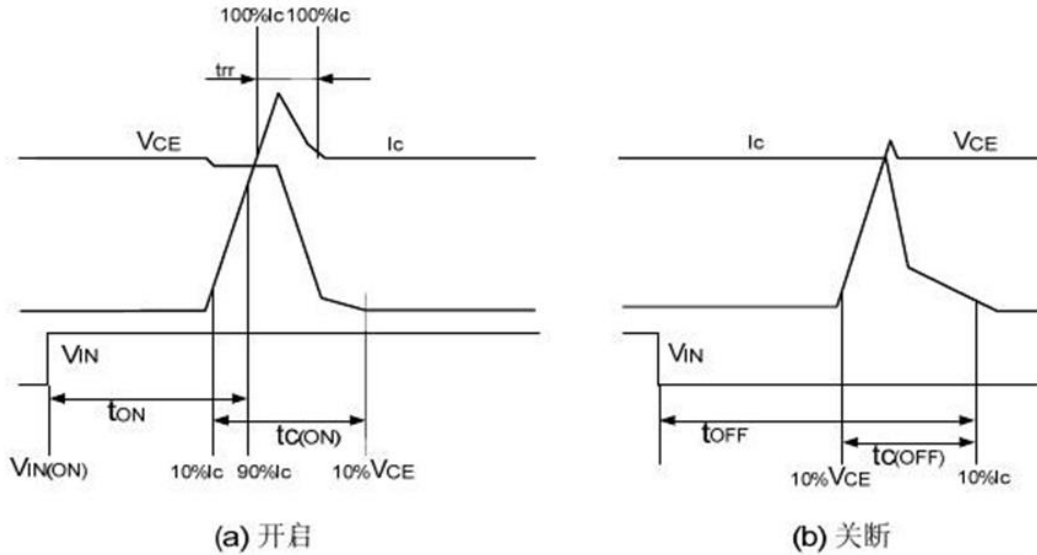 100%Ic 100%Ic
trr
VCE Ic
VIN
tON
tC(ON)
VIN(ON) 10%Ic 90%Ic 10%VCE
(a) 开启
Ic VCE
VIN
tOFF
tC(OFF)
10%VCE 10%Ic
(b) 关断